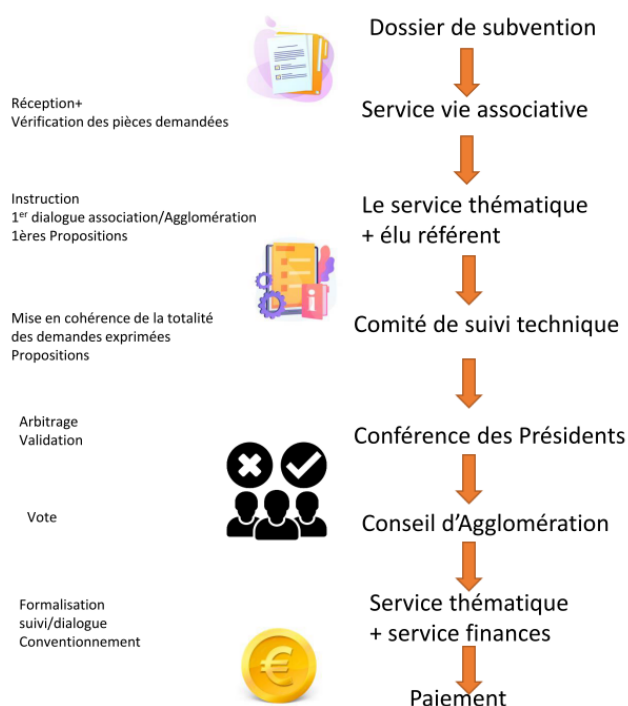 Dossier de subvention
Réception+
Vérification des pièces demandées
Service vie associative
Instruction
1er dialogue association/Agglomération
1ères Propositions
Le service thématique
+ élu référent
Mise en cohérence de la totalité
des demandes exprimées
Propositions
Comité de suivi technique
Arbitrage
Validation
Conférence des Présidents
Vote
Conseil d’Agglomération
Formalisation
suivi/dialogue
Conventionnement
Service thématique
+ service finances
Paiement